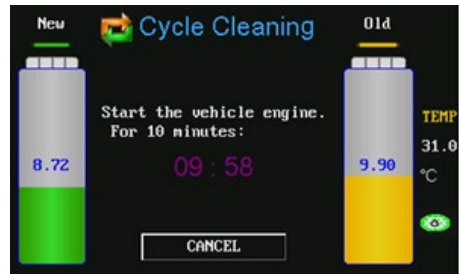 New
Cycle Cleaning
Old
Start the vehicle engine.
For 10 minutes:
TEMP
31.0
°C
8.72
09 : 58
9.90
CANCEL